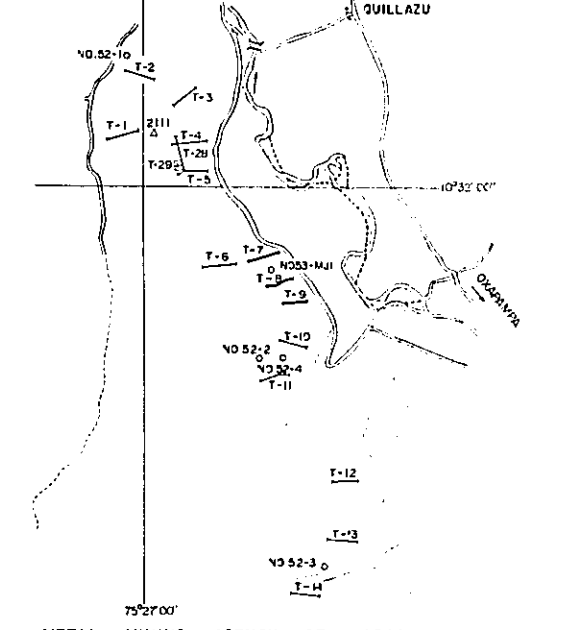 QUILLAZU
NO.52-1
T-2
T-3
T-1
2111
T-4
T-28
T-29
T-5
10°32'00"
T-6
T-7
NO53-MJ1
T-8
T-9
OXAPAMPA
T-10
NO 52-2
NO 52-4
T-11
T-12
T-13
NO 52-3
T-14
75°27'00"